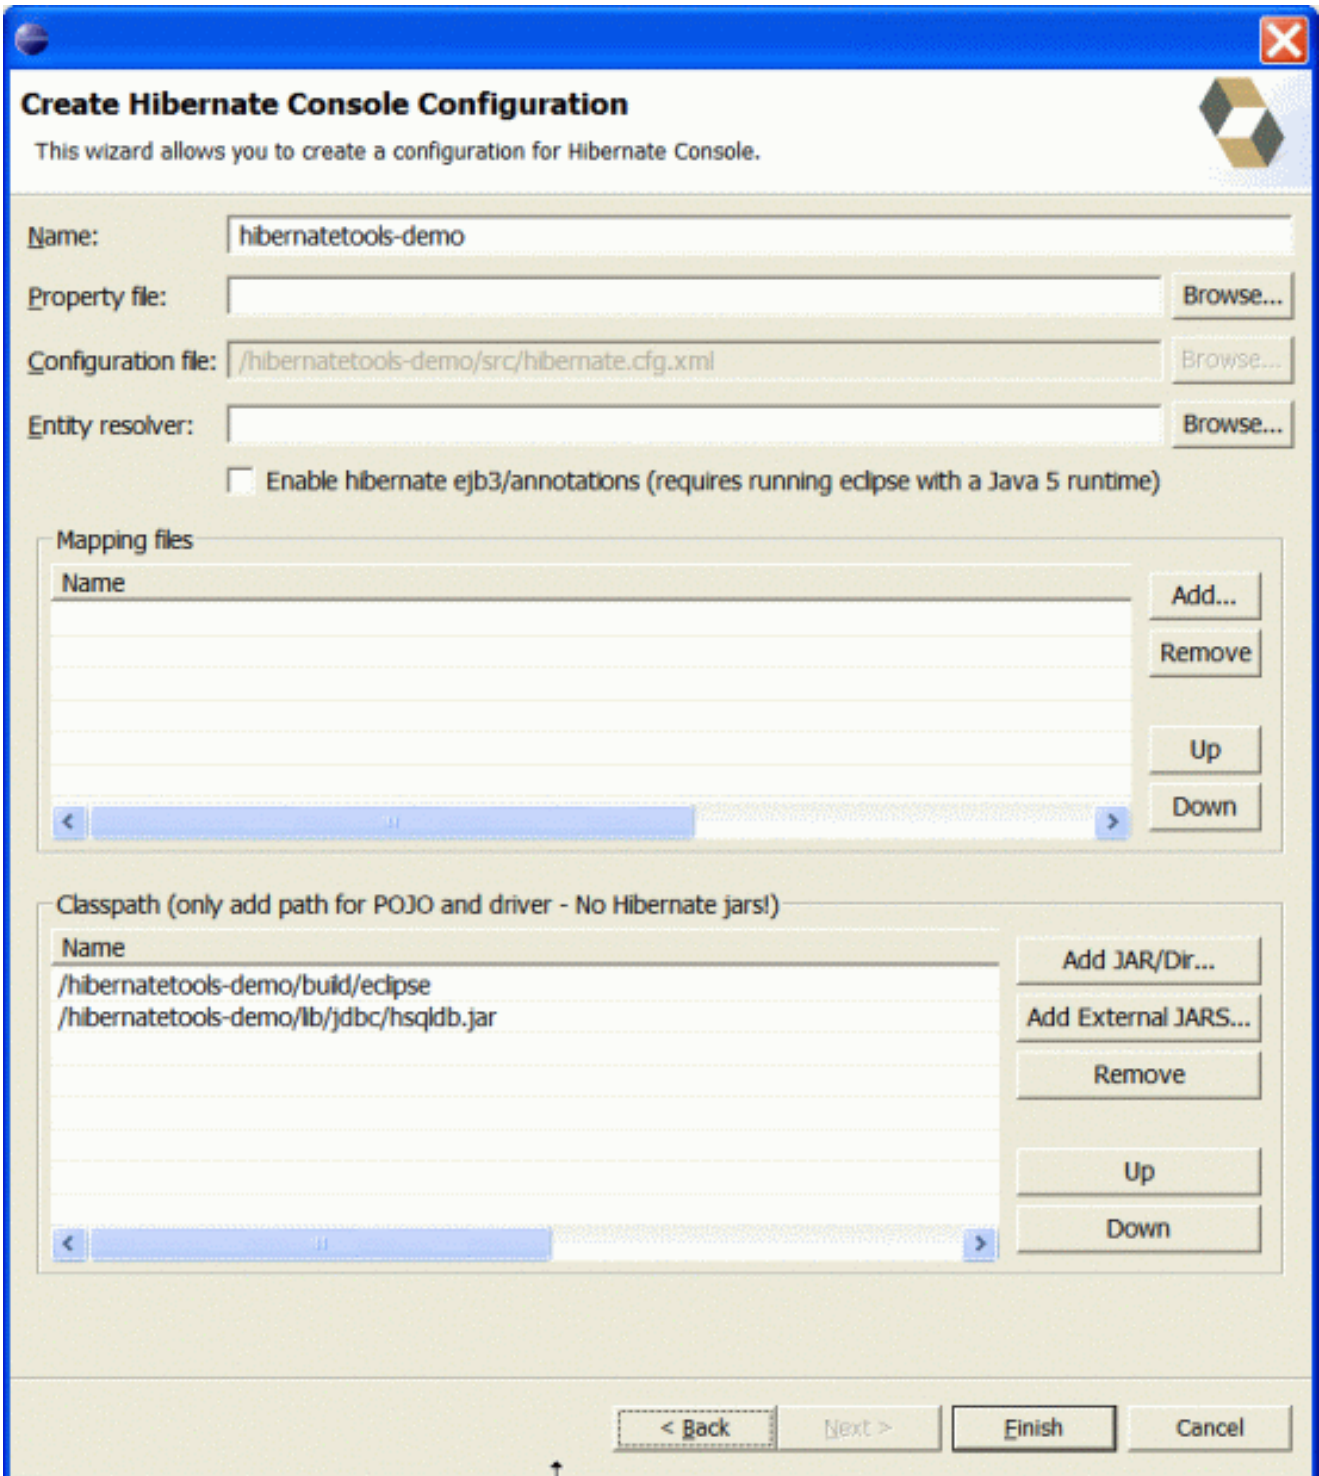 Create Hibernate Console Configuration
This wizard allows you to create a configuration for Hibernate Console.
Name: hibernatetools-demo
Property file: Browse...
Configuration file: /hibernatetools-demo/src/hibernate.cfg.xml Browse...
Entity resolver: Browse...
Enable hibernate ejb3/annotations (requires running eclipse with a Java 5 runtime)
Mapping files
Name
Add...
Remove
Up
Down
Classpath (only add path for POJO and driver - No Hibernate jars!)
Name
/hibernatetools-demo/build/eclipse
/hibernatetools-demo/lib/jdbc/hsqldb.jar
Add JAR/Dir...
Add External JARS...
Remove
Up
Down
< Back Next > Finish Cancel